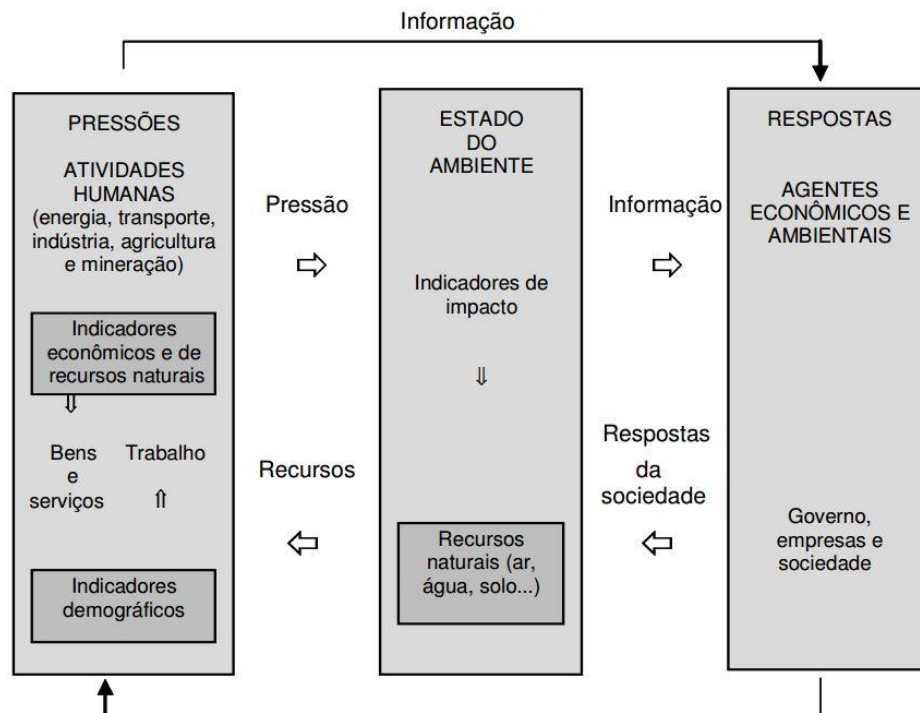 Informação
PRESSÕES
ATIVIDADES
HUMANAS
(energia, transporte,
indústria, agricultura
e mineração)
Indicadores
econômicos e de
recursos naturais
Bens
e
serviços
Trabalho
Indicadores
demográficos
Pressão
Recursos
ESTADO
DO
AMBIENTE
Indicadores de
impacto
Recursos
naturais (ar,
água, solo...)
Informação
Respostas
da
sociedade
RESPOSTAS
AGENTES
ECONÔMICOS E
AMBIENTAIS
Governo,
empresas e
sociedade